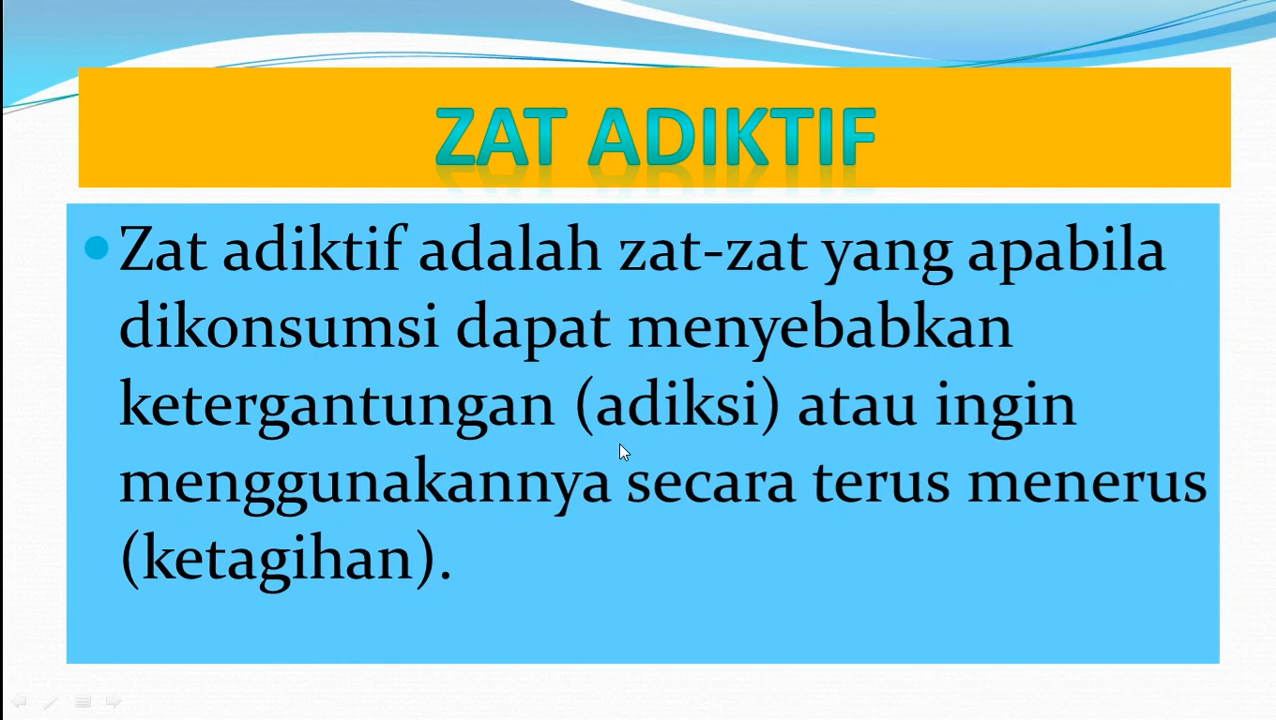 ZAT ADIKTIF
Zat adiktif adalah zat-zat yang apabila
dikonsumsi dapat menyebabkan
ketergantungan (adiksi) atau ingin
menggunakannya secara terus menerus
(ketagihan).